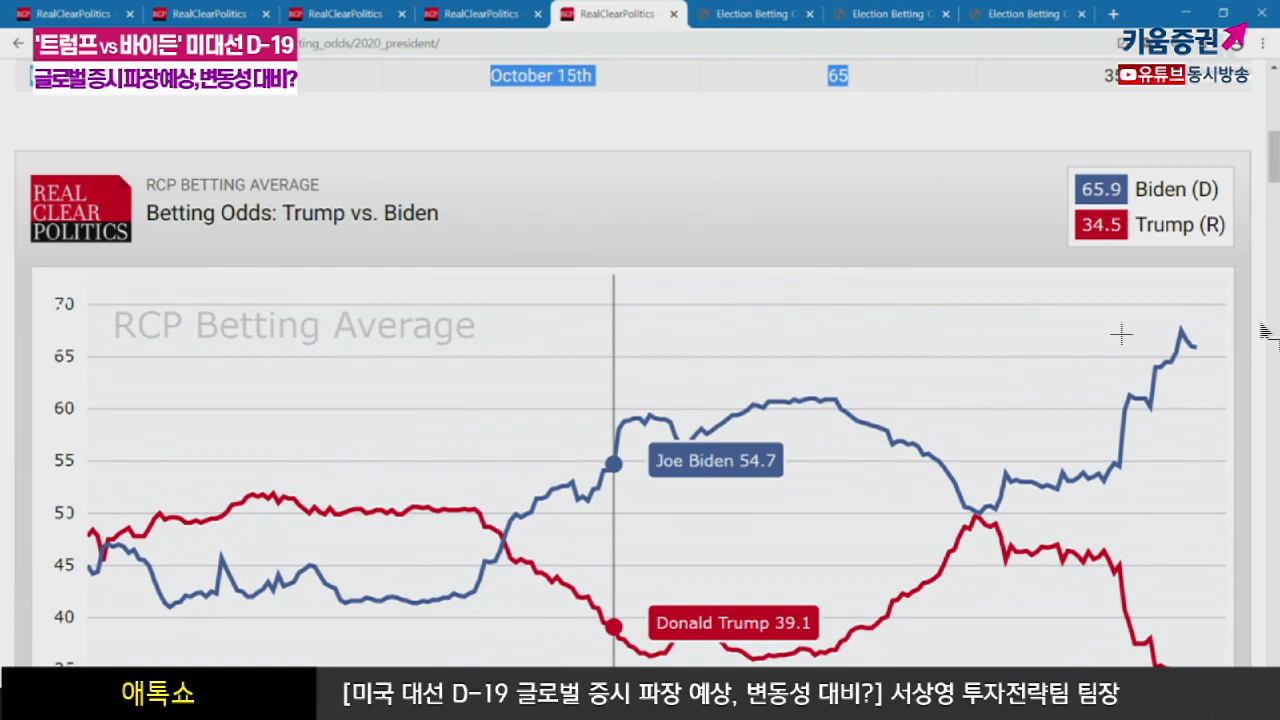 RealClearPolitics
RealClearPolitics
RealClearPolitics
RealClearPolitics
RealClearPolitics
Election Betting
Election Betting
Election Betting
'트럼프 vs 바이든' 미대선 D-19
글로벌 증시 파장 예상, 변동성 대비?
ting_odds/2020_president/
키움증권
유튜브 동시방송
October 15th
65
REAL CLEAR POLITICS
RCP BETTING AVERAGE
Betting Odds: Trump vs. Biden
65.9 Biden (D)
34.5 Trump (R)
RCP Betting Average
70
65
60
55
50
45
40
Joe Biden 54.7
Donald Trump 39.1
애톡쇼
[미국 대선 D-19 글로벌 증시 파장 예상, 변동성 대비?] 서상영 투자전략팀 팀장